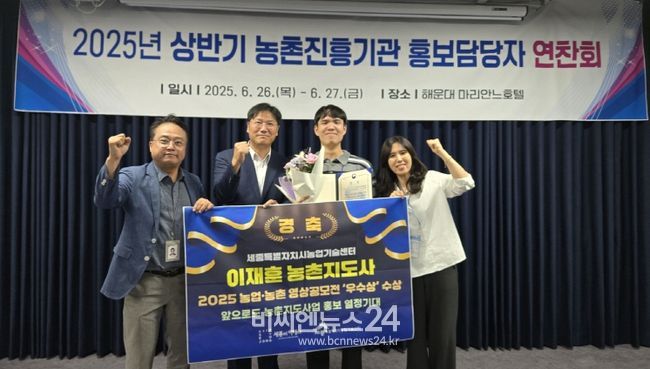 2025년 상반기 농촌진흥기관 홍보담당자 연찬회
일시 : 2025. 6. 26.(목) - 6. 27.(금)
장소 : 해운대 마리안느호텔
경 축
세종특별자치시농업기술센터
이재훈 농촌지도사
2025 농업·농촌 영상공모전 '우수상' 수상
앞으로도 농촌지도사업 홍보 열정기대
비씨엔뉴스24
www.bcnnews24.kr